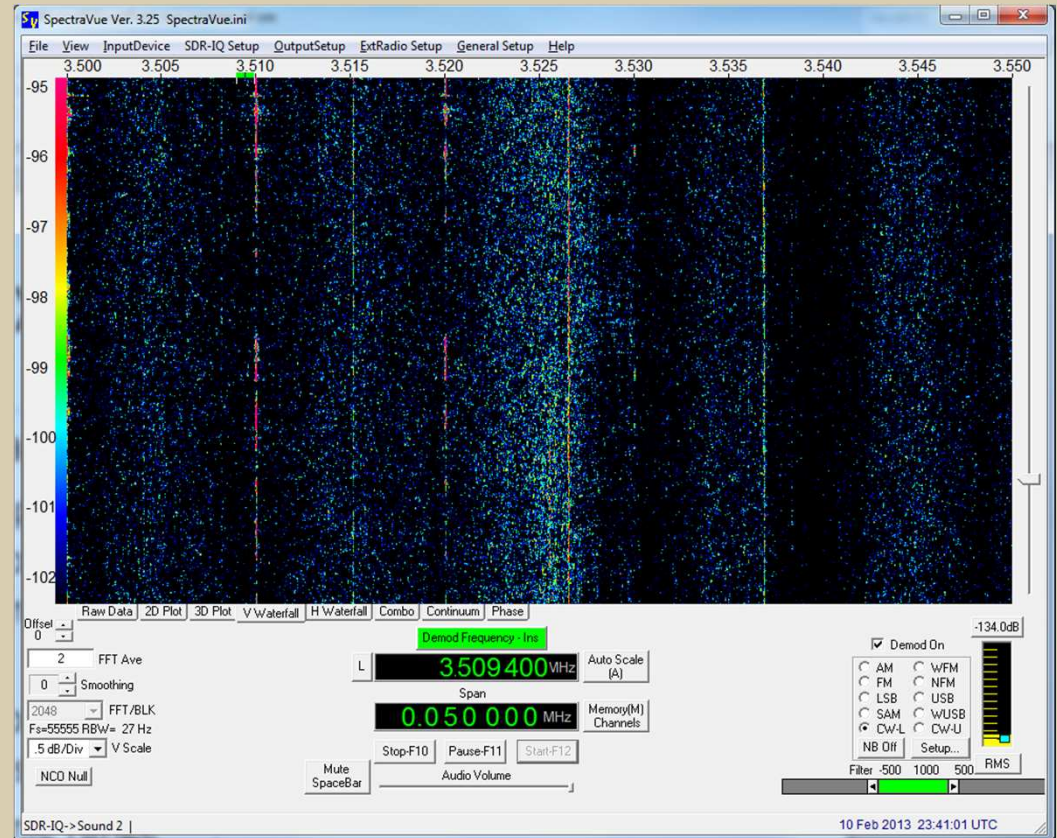 SpectraVue Ver. 3.25 SpectraVue.ini
File View InputDevice SDR-IQ Setup OutputSetup ExtRadio Setup General Setup Help
3.500 3.505 3.510 3.515 3.520 3.525 3.530 3.535 3.540 3.545 3.550
-95
-96
-97
-98
-99
-100
-101
-102
Raw Data 2D Plot 3D Plot V Waterfall H Waterfall Combo Continuum Phase
Offset
0
2 FFT Ave
0 Smoothing
2048 FFT/BLK
Fs=55555 RBW= 27 Hz
.5 dB/Div V Scale
NCO Null
Demod Frequency - Ins
L 3.509 400 MHz Auto Scale (A)
Span
0.050 000 MHz Memory(M) Channels
Stop-F10 Pause-F11 Start-F12
Mute SpaceBar
Audio Volume
-134.0dB
Demod On
AM WFM
FM NFM
LSB USB
SAM WUSB
CW-L CW-U
NB Off Setup...
RMS
Filter -500 1000 500
SDR-IQ->Sound 2 |
10 Feb 2013 23:41:01 UTC